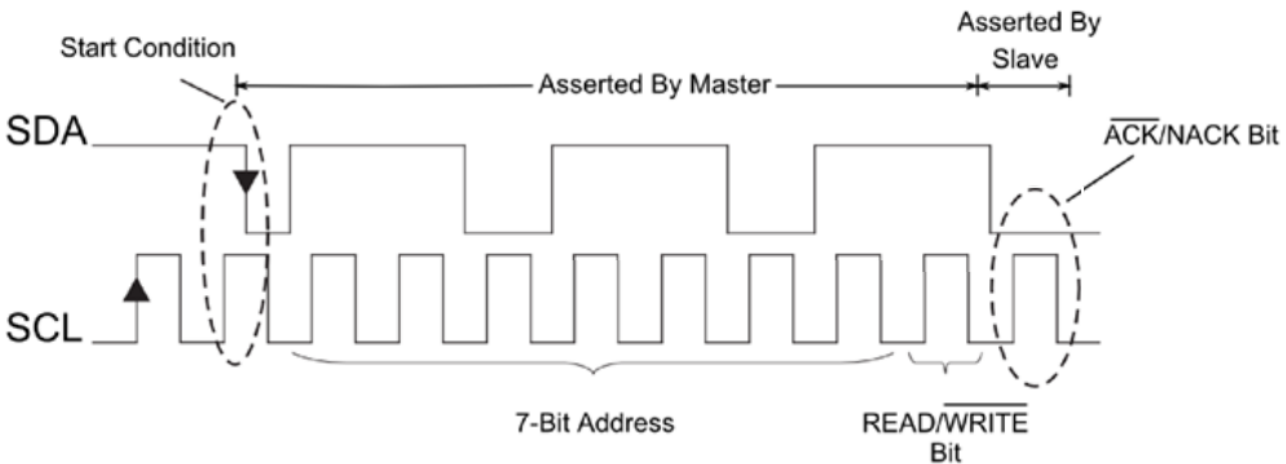 Asserted By
Slave
Start Condition
Asserted By Master
SDA
ACK/NACK Bit
SCL
7-Bit Address
READ/WRITE
Bit